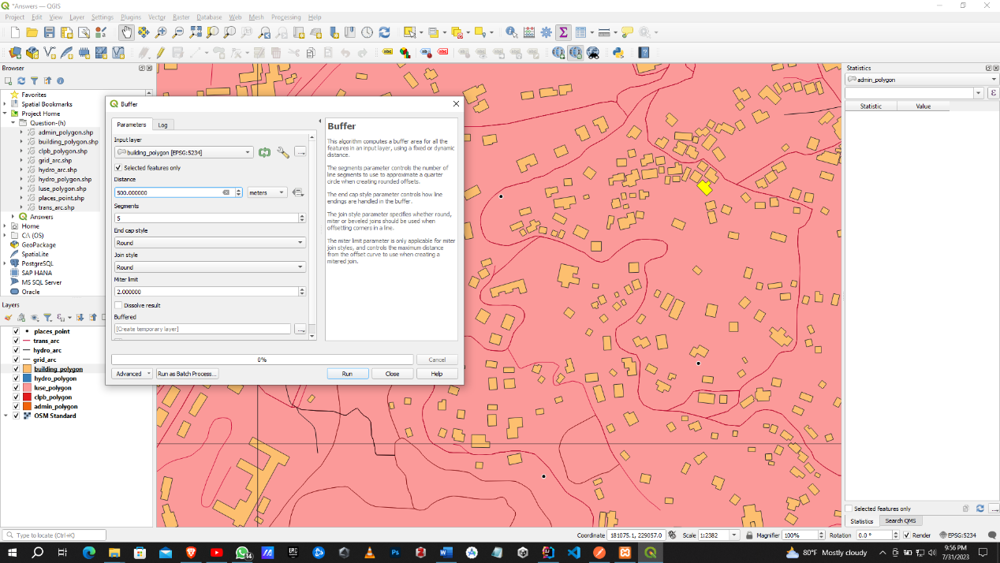 *Answers — QGIS
Project Edit View Layer Settings Plugins Vector Raster Database Web Mesh Processing Help
Browser
Favorites
Spatial Bookmarks
Project Home
Question-(h)
admin_polygon.shp
building_polygon.shp
clpb_polygon.shp
grid_arc.shp
hydro_arc.shp
hydro_polygon.shp
luse_polygon.shp
places_point.shp
trans_arc.shp
Answers
Home
C:\ (OS)
GeoPackage
SpatiaLite
PostgreSQL
SAP HANA
MS SQL Server
Oracle
Layers
places_point
trans_arc
hydro_arc
grid_arc
building_polygon
hydro_polygon
luse_polygon
clpb_polygon
admin_polygon
OSM Standard
Buffer
Parameters Log
Input layer
building_polygon [EPSG:5234]
Selected features only
Distance
500.000000 meters
Segments
5
End cap style
Round
Join style
Round
Miter limit
2.000000
Dissolve result
Buffered
[Create temporary layer]
0% Cancel
Advanced Run as Batch Process... Run Close Help
Buffer
This algorithm computes a buffer area for all the
features in an input layer, using a fixed or dynamic
distance.
The segments parameter controls the number of
line segments to use to approximate a quarter
circle when creating rounded offsets.
The end cap style parameter controls how line
endings are handled in the buffer.
The join style parameter specifies whether round,
miter or beveled joins should be used when
offsetting corners in a line.
The miter limit parameter is only applicable for miter
join styles, and controls the maximum distance
from the offset curve to use when creating a
mitered join.
Statistics
admin_polygon
Statistic Value
Selected features only
Statistics Search QMS
Type to locate (Ctrl+K) Coordinate 181075.1, 229057.0 Scale 1:2382 Magnifier 100% Rotation 0.0 ° Render EPSG:5234
80°F Mostly cloudy
9:56 PM
7/31/2023